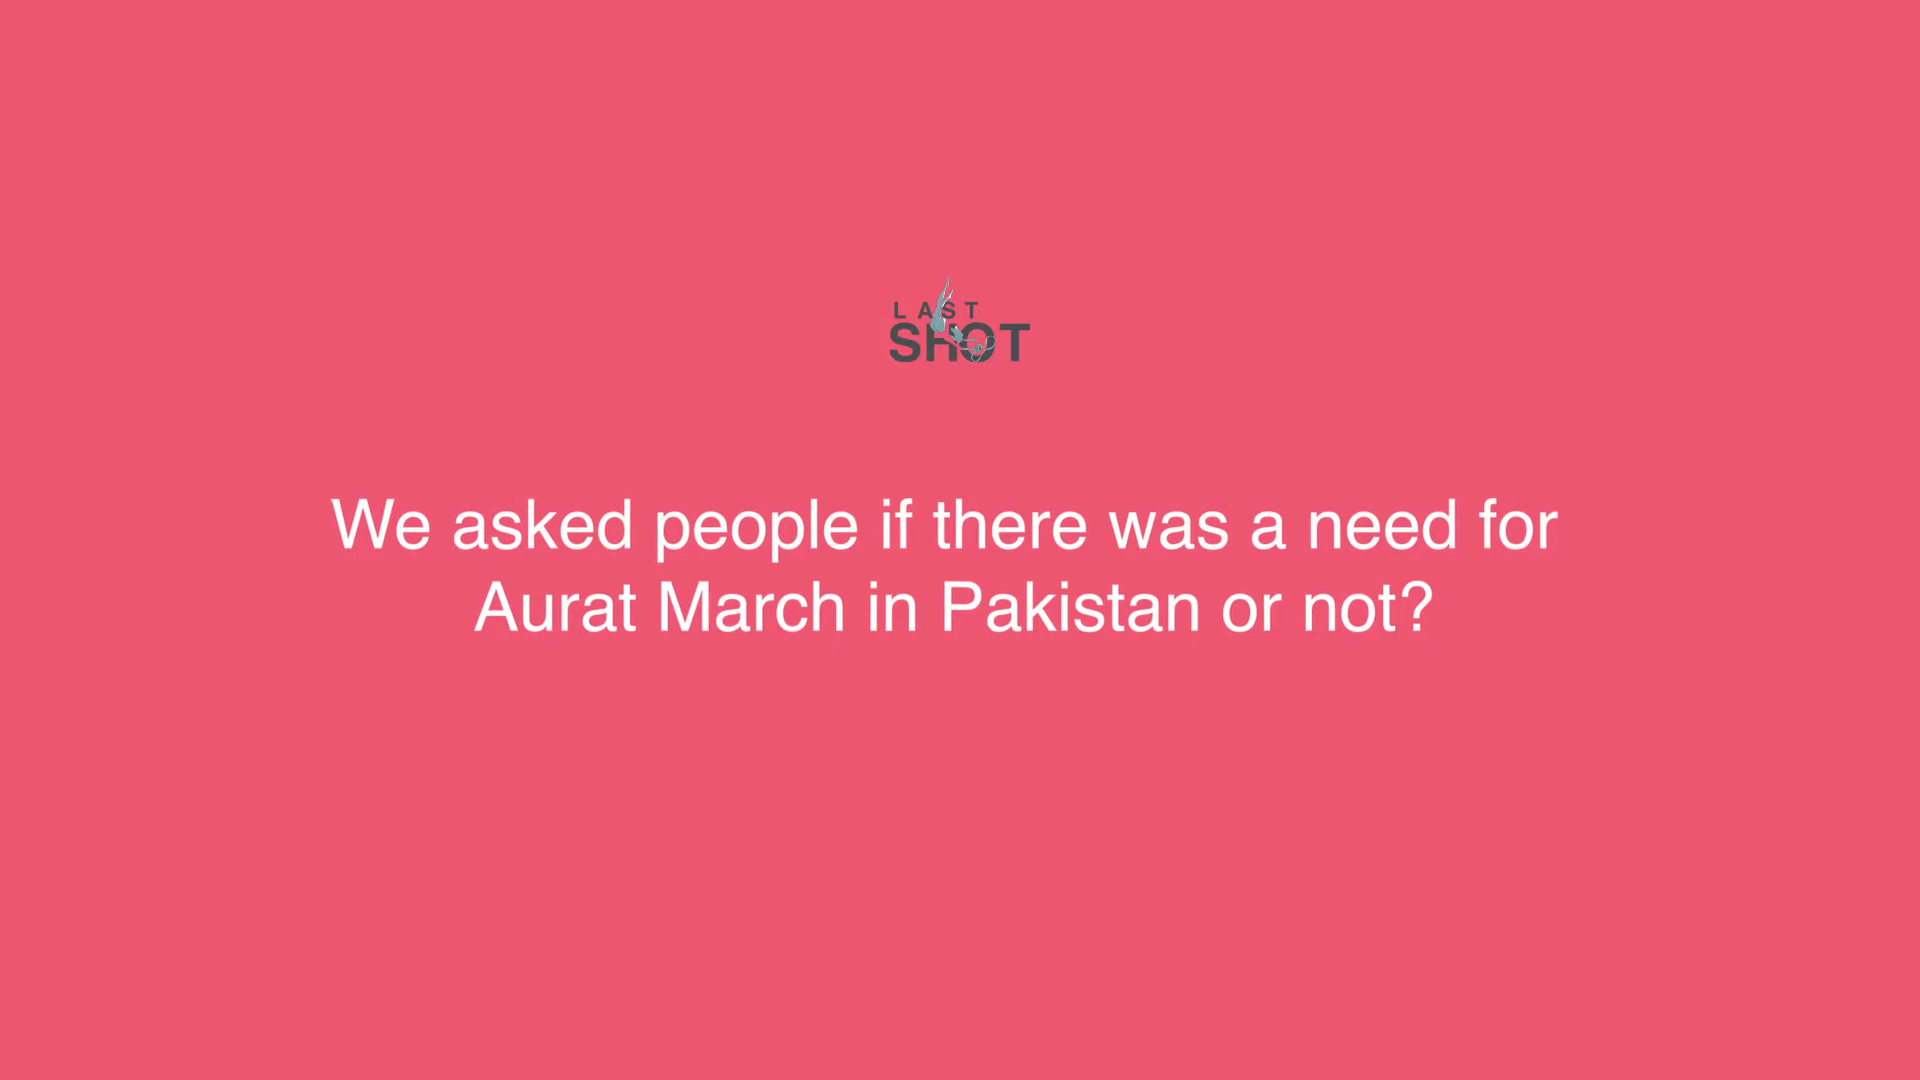 LAST
SHOT
We asked people if there was a need for
Aurat March in Pakistan or not?